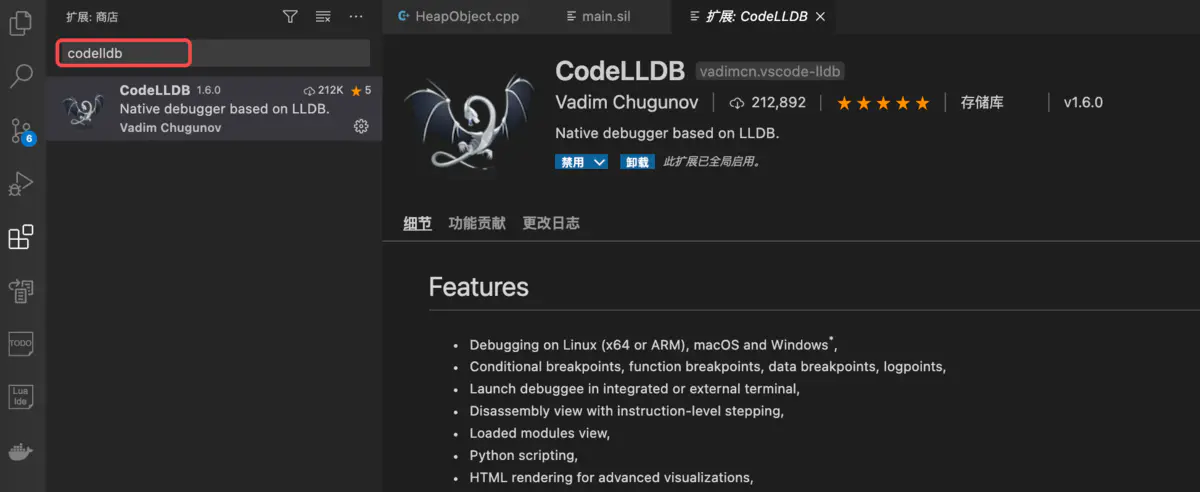 扩展: 商店
codelldb
CodeLLDB 1.6.0 212K ★ 5
Native debugger based on LLDB.
Vadim Chugunov
6
TODO
Lua
Ide
HeapObject.cpp
main.sil
扩展: CodeLLDB
CodeLLDB vadimcn.vscode-lldb
Vadim Chugunov 212,892 ★★★★★ 存储库 v1.6.0
Native debugger based on LLDB.
禁用 卸载 此扩展已全局启用。
细节 功能贡献 更改日志
Features
• Debugging on Linux (x64 or ARM), macOS and Windows*,
• Conditional breakpoints, function breakpoints, data breakpoints, logpoints,
• Launch debuggee in integrated or external terminal,
• Disassembly view with instruction-level stepping,
• Loaded modules view,
• Python scripting,
• HTML rendering for advanced visualizations,